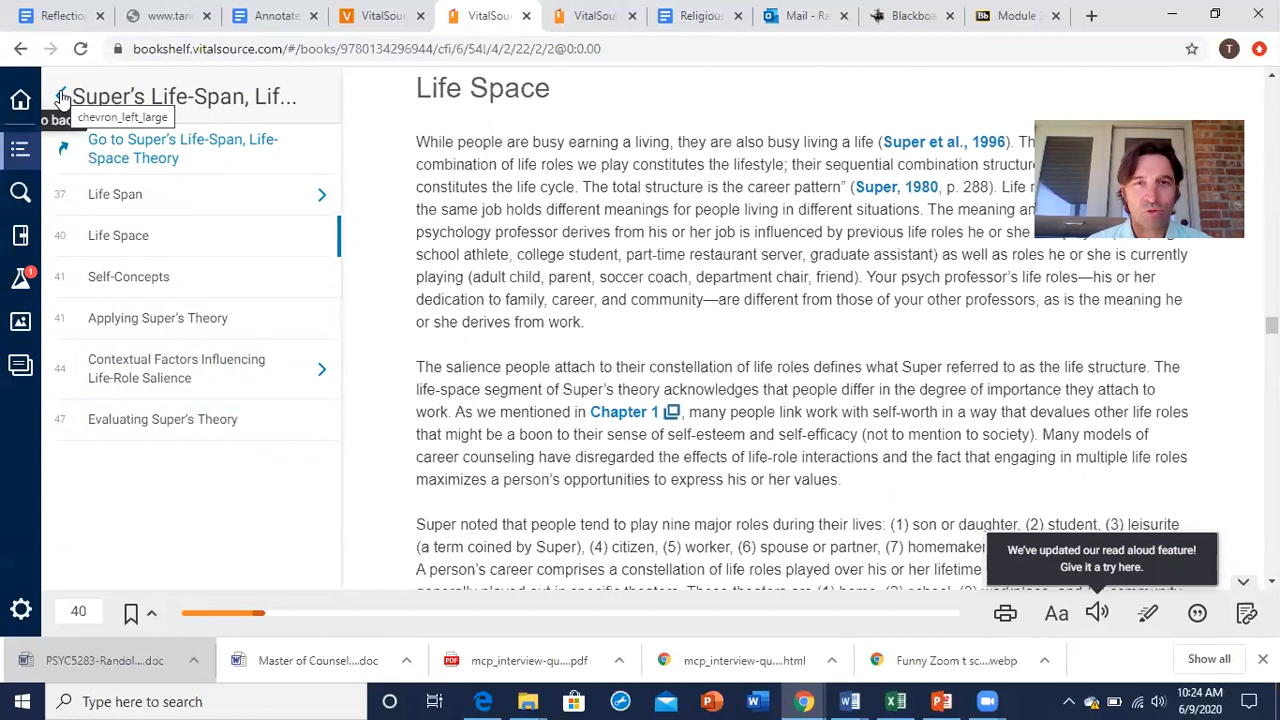 Reflection
www.tand
Annotate
VitalSour
VitalSou
VitalSour
Religious
Mail - Ra
Blackboa
Module 2
bookshelf.vitalsource.com/#/books/9780134296944/cfi/6/54!/4/2/22/2/2@0:0.00
T
Super's Life-Span, Lif...
chevron_left_large
o bac
Go to Super's Life-Span, Life-
Space Theory
37 Life Span
40 Life Space
41 Self-Concepts
41 Applying Super's Theory
44 Contextual Factors Influencing
Life-Role Salience
47 Evaluating Super's Theory
1
Life Space
While people are busy earning a living, they are also busy living a life (Super et al., 1996). Th
combination of life roles we play constitutes the lifestyle; their sequential combination structure
constitutes the life cycle. The total structure is the career pattern" (Super, 1980, p. 288). Life r
the same job holds different meanings for people living in different situations. The meaning an
psychology professor derives from his or her job is influenced by previous life roles he or she
school athlete, college student, part-time restaurant server, graduate assistant) as well as roles he or she is currently
playing (adult child, parent, soccer coach, department chair, friend). Your psych professor's life roles—his or her
dedication to family, career, and community—are different from those of your other professors, as is the meaning he
or she derives from work.
The salience people attach to their constellation of life roles defines what Super referred to as the life structure. The
life-space segment of Super's theory acknowledges that people differ in the degree of importance they attach to
work. As we mentioned in Chapter 1, many people link work with self-worth in a way that devalues other life roles
that might be a boon to their sense of self-esteem and self-efficacy (not to mention to society). Many models of
career counseling have disregarded the effects of life-role interactions and the fact that engaging in multiple life roles
maximizes a person's opportunities to express his or her values.
Super noted that people tend to play nine major roles during their lives: (1) son or daughter, (2) student, (3) leisurite
(a term coined by Super), (4) citizen, (5) worker, (6) spouse or partner, (7) homemaker
A person's career comprises a constellation of life roles played over his or her lifetime
We've updated our read aloud feature!
Give it a try here.
40
Aa
PSYC5283-Randol....doc
Master of Counsel....doc
mcp_interview-qu....pdf
mcp_interview-qu....html
Funny Zoom t sc....webp
Show all
Type here to search
10:24 AM
6/9/2020